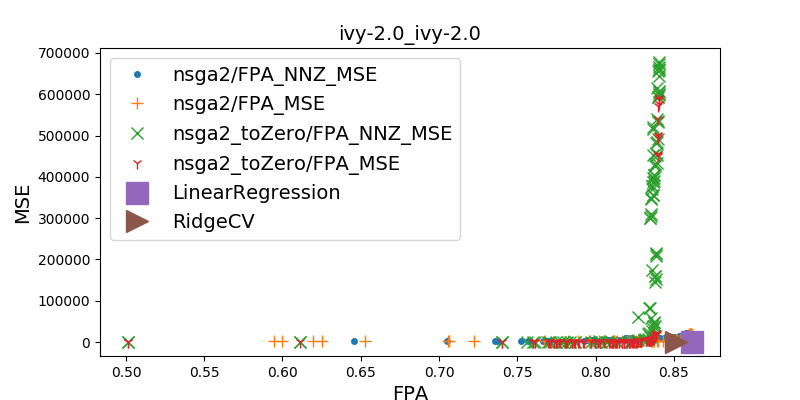 ivy-2.0_ivy-2.0
700000
600000
500000
400000
300000
200000
100000
0
MSE
nsga2/FPA_NNZ_MSE
nsga2/FPA_MSE
nsga2_toZero/FPA_NNZ_MSE
nsga2_toZero/FPA_MSE
LinearRegression
RidgeCV
0.50 0.55 0.60 0.65 0.70 0.75 0.80 0.85
FPA